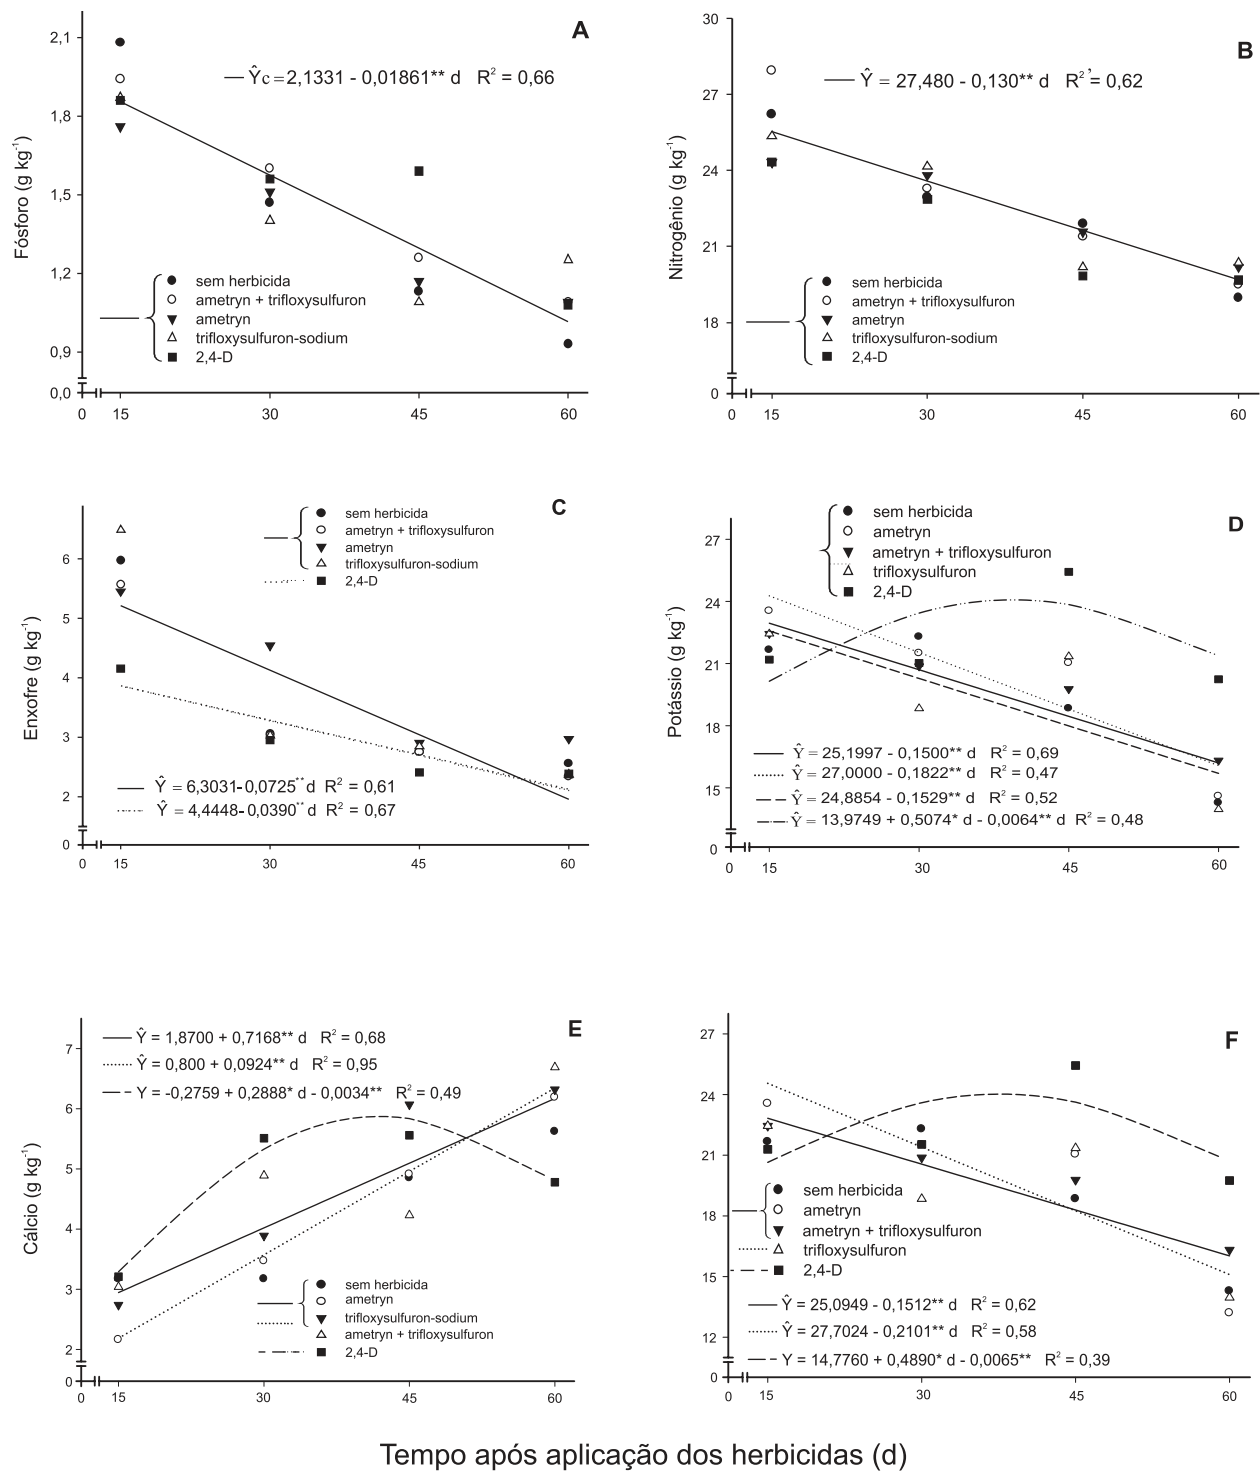 A
2,1
Ŷc = 2,1331 - 0,01861** d R² = 0,66
1,8
Fósforo (g kg⁻¹)
1,5
1,2
sem herbicida
ametryn + trifloxysulfuron
ametryn
trifloxysulfuron-sodium
2,4-D
0,9
0,0
0 15 30 45 60
B
30
Ŷ = 27,480 - 0,130** d R²’ = 0,62
27
24
Nitrogênio (g kg⁻¹)
21
sem herbicida
ametryn + trifloxysulfuron
ametryn
trifloxysulfuron-sodium
2,4-D
18
0
0 15 30 45 60
C
sem herbicida
ametryn + trifloxysulfuron
ametryn
trifloxysulfuron-sodium
2,4-D
6
5
4
Enxofre (g kg⁻¹)
3
Ŷ = 6,3031-0,0725** d R² = 0,61
2
Ŷ = 4,4448-0,0390** d R² = 0,67
0
0 15 30 45 60
D
sem herbicida
ametryn
ametryn + trifloxysulfuron
trifloxysulfuron
2,4-D
27
24
21
Potássio (g kg⁻¹)
18
Ŷ = 25,1997 - 0,1500** d R² = 0,69
Ŷ = 27,0000 - 0,1822** d R² = 0,47
15
Ŷ = 24,8854 - 0,1529** d R² = 0,52
Ŷ = 13,9749 + 0,5074* d - 0,0064** d R² = 0,48
0
0 15 30 45 60
E
Ŷ = 1,8700 + 0,7168** d R² = 0,68
7
Ŷ = 0,800 + 0,0924** d R² = 0,95
Y = -0,2759 + 0,2888* d - 0,0034** R² = 0,49
6
5
Cálcio (g kg⁻¹)
4
3
sem herbicida
ametryn
trifloxysulfuron-sodium
ametryn + trifloxysulfuron
2,4-D
2
0
0 15 30 45 60
F
27
24
21
sem herbicida
ametryn
ametryn + trifloxysulfuron
trifloxysulfuron
2,4-D
18
15
Ŷ = 25,0949 - 0,1512** d R² = 0,62
Ŷ = 27,7024 - 0,2101** d R² = 0,58
12
Y = 14,7760 + 0,4890* d - 0,0065** R² = 0,39
0
0 15 30 45 60
Tempo após aplicação dos herbicidas (d)